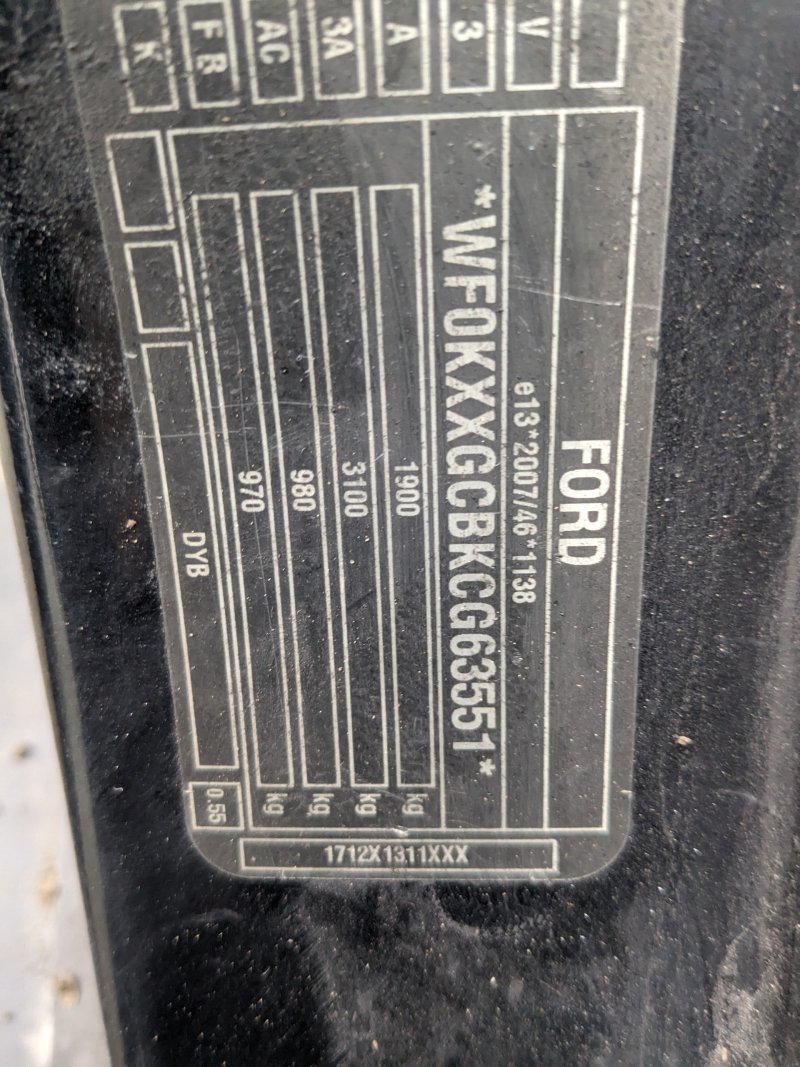 FORD
e13*2007/46*1138
*WF0KXXGCBKCG63551*
1900 kg
3100 kg
980 kg
970 kg
DYB 0.55
V 3 A 3A AC FB K
1712X1311XXX